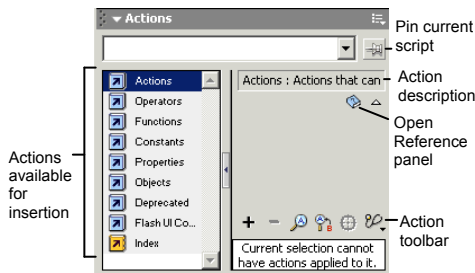 Actions
Pin current
script
Actions
Operators
Functions
Constants
Properties
Objects
Deprecated
Flash UI Co...
Index
Actions : Actions that can
Action
description
Open
Reference
panel
Actions
available
for
insertion
Action
toolbar
Current selection cannot
have actions applied to it.